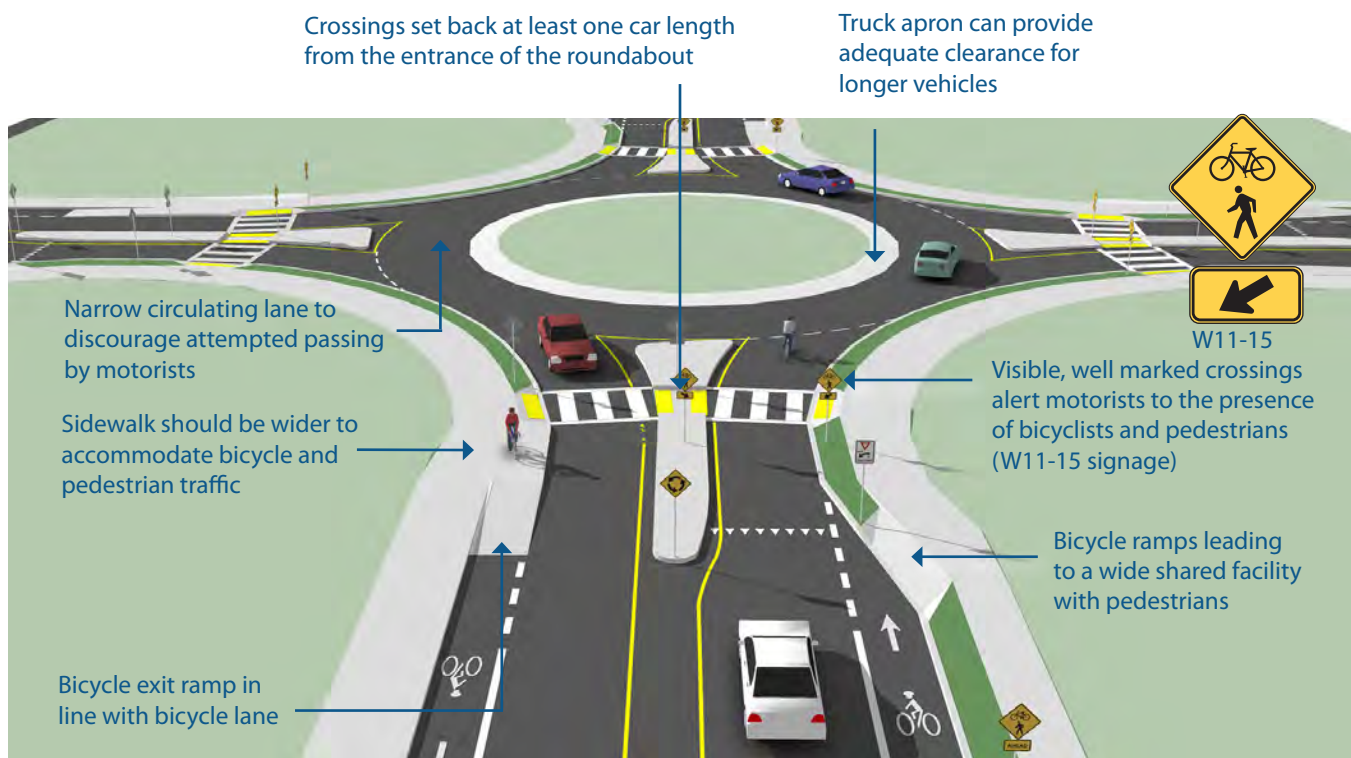 Crossings set back at least one car length
from the entrance of the roundabout
Truck apron can provide
adequate clearance for
longer vehicles
Narrow circulating lane to
discourage attempted passing
by motorists
W11-15
Visible, well marked crossings
alert motorists to the presence
of bicyclists and pedestrians
(W11-15 signage)
Sidewalk should be wider to
accommodate bicycle and
pedestrian traffic
Bicycle ramps leading
to a wide shared facility
with pedestrians
Bicycle exit ramp in
line with bicycle lane
AHEAD